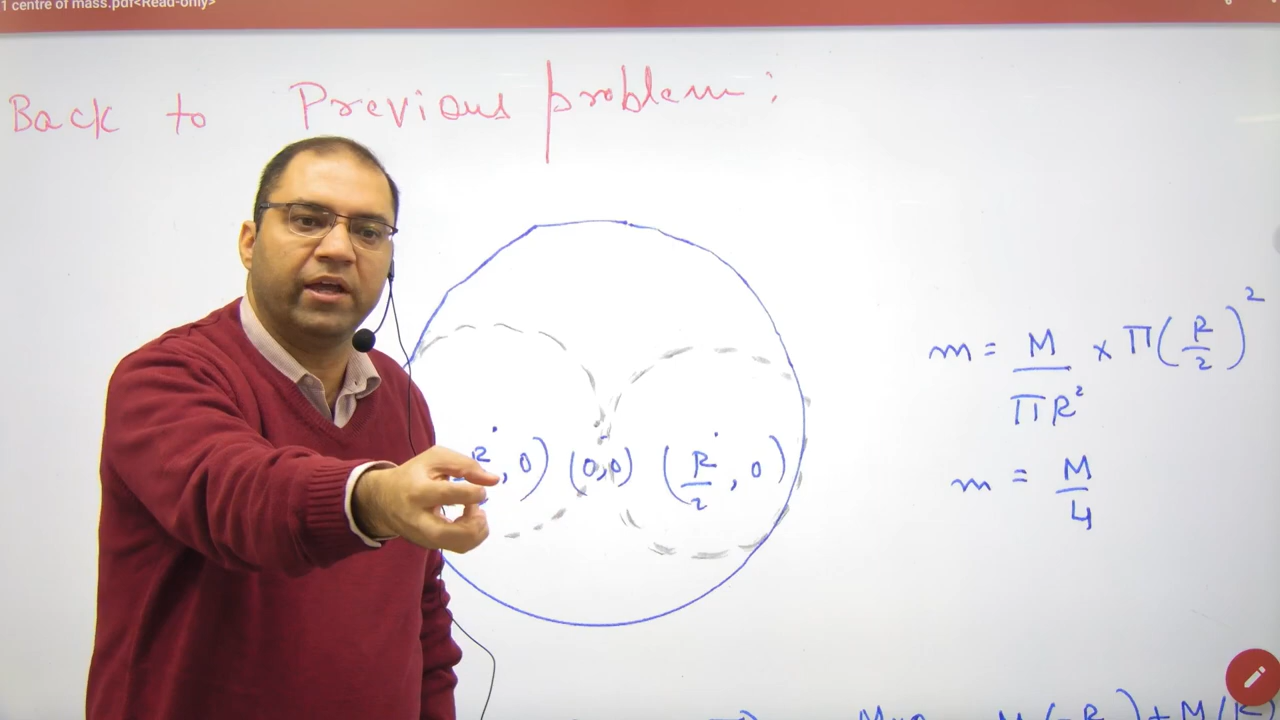 1 centre of mass.pdf<Read-only>
Back to Previous problem:
m = M/ΠR² × Π(R/2)²
R, 0) (0,0) (R/2, 0)
m = M/4